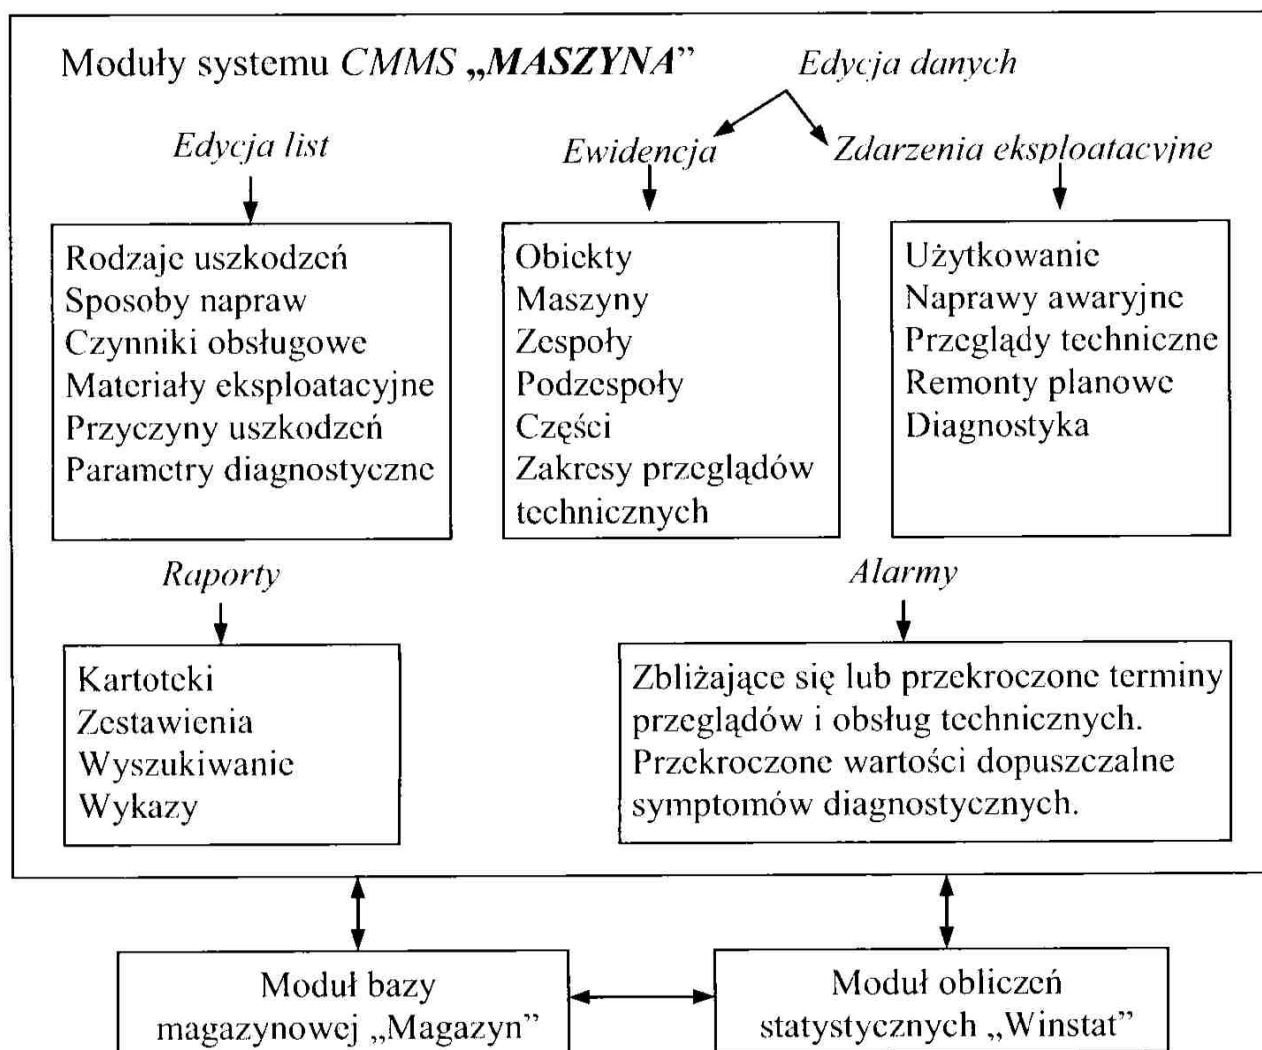 Moduły systemu CMMS „MASZYNA”
Edycja danych
Edycja list
Ewidencja
Zdarzenia eksploatacyjne
Rodzaje uszkodzeń
Sposoby napraw
Czynniki obsługowe
Materiały eksploatacyjne
Przyczyny uszkodzeń
Parametry diagnostyczne
Obiekty
Maszyny
Zespoły
Podzespoły
Części
Zakresy przeglądów
technicznych
Użytkowanie
Naprawy awaryjne
Przeglądy techniczne
Remonty planowe
Diagnostyka
Raporty
Kartoteki
Zestawienia
Wyszukiwanie
Wykazy
Alarmy
Zbliżające się lub przekroczone terminy
przeglądów i obsług technicznych.
Przekroczone wartości dopuszczalne
symptomów diagnostycznych.
Moduł bazy
magazynowej „Magazyn”
Moduł obliczeń
statystycznych „Winstat”